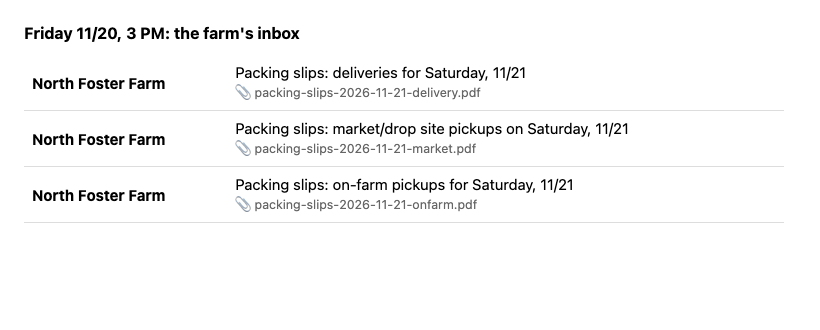 Friday 11/20, 3 PM: the farm's inbox
North Foster Farm
Packing slips: deliveries for Saturday, 11/21
packing-slips-2026-11-21-delivery.pdf
North Foster Farm
Packing slips: market/drop site pickups on Saturday, 11/21
packing-slips-2026-11-21-market.pdf
North Foster Farm
Packing slips: on-farm pickups for Saturday, 11/21
packing-slips-2026-11-21-onfarm.pdf